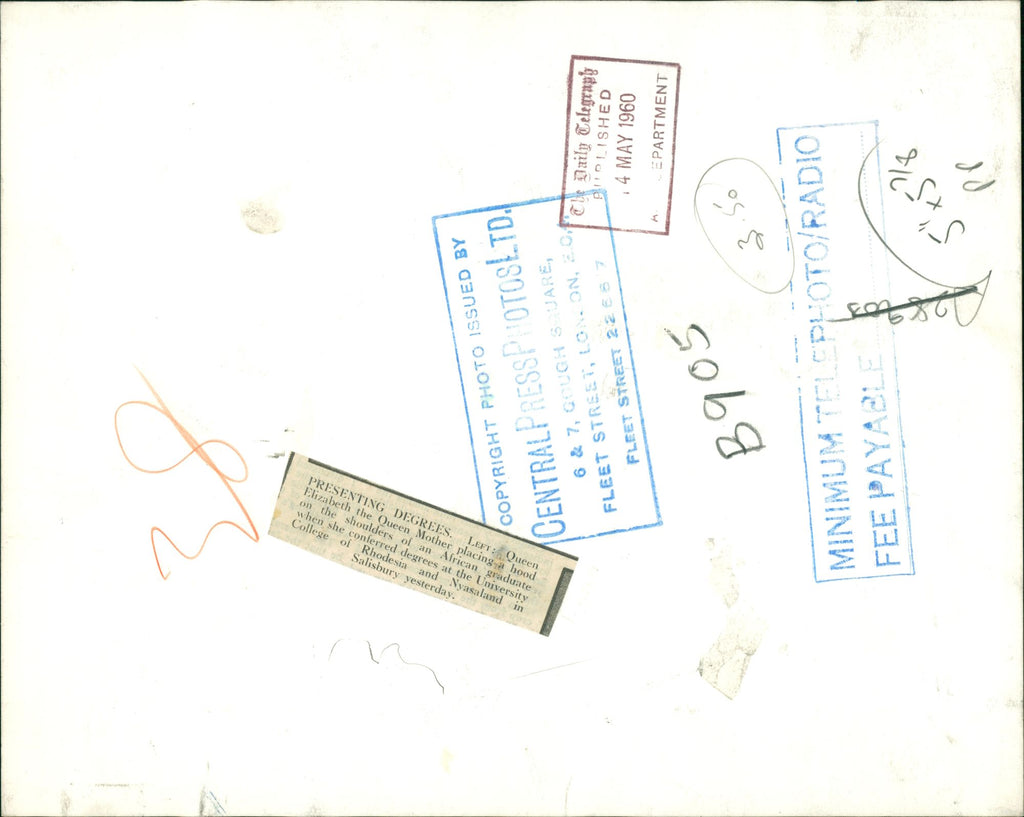 The Daily Telegraph
PUBLISHED
14 MAY 1960
COPYRIGHT PHOTO ISSUED BY
CENTRAL PRESS PHOTOS LTD.
6 & 7, GOUGH SQUARE,
FLEET STREET, LONDON, E.C.4.
FLEET STREET
3.50
B905
MINIMUM TELEPHOTO/RADIO
FEE PAYABLE
PRESENTING DEGREES. LEFT: Queen
Elizabeth the Queen Mother placing a hood
on the shoulders of an African graduate
when she conferred degrees at the University
College of Rhodesia and Nyasaland in
Salisbury yesterday.